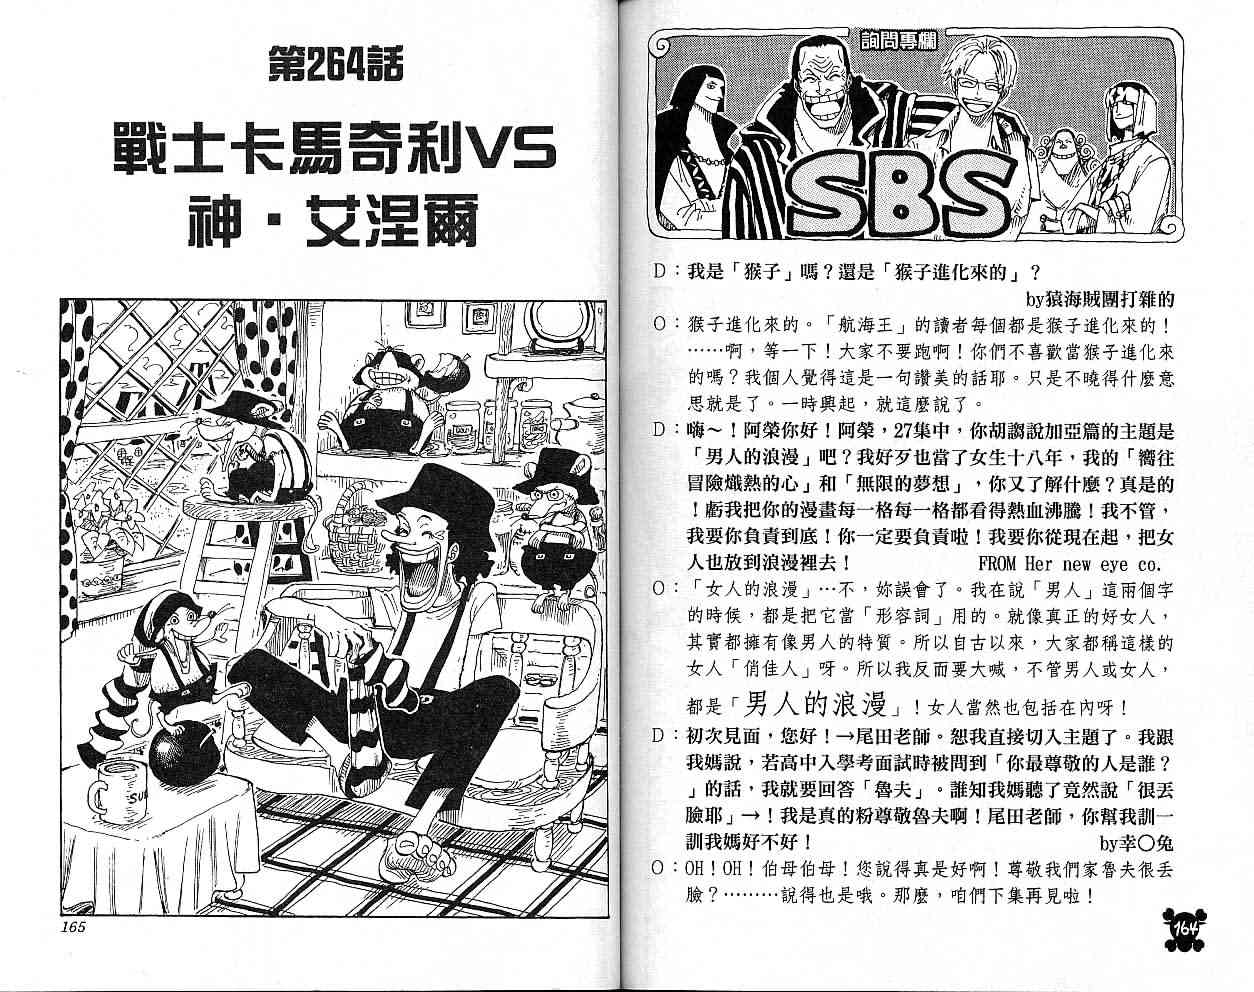 詢問專欄
SBS
D：我是「猴子」嗎？還是「猴子進化來的」？
by猿海賊團打雜的
O：猴子進化來的。「航海王」的讀者每個都是猴子進化來的！
……啊，等一下！大家不要跑啊！你們不喜歡當猴子進化來
的嗎？我個人覺得這是一句讚美的話耶。只是不曉得什麼意
思就是了。一時興起，就這麼說了。
D：嗨～！阿榮你好！阿榮，27集中，你胡謅說加亞篇的主題是
「男人的浪漫」吧？我好歹也當了女生十八年，我的「嚮往
冒險熾熱的心」和「無限的夢想」，你又了解什麼？真是的
！虧我把你的漫畫每一格每一格都看得熱血沸騰！我不管，
我要你負責到底！你一定要負責啦！我要你從現在起，把女
人也放到浪漫裡去！ FROM Her new eye co.
O：「女人的浪漫」…不，妳誤會了。我在說「男人」這兩個字
的時候，都是把它當「形容詞」用的。就像真正的好女人，
其實都擁有像男人的特質。所以自古以來，大家都稱這樣的
女人「俏佳人」呀。所以我反而要大喊，不管男人或女人，
都是「男人的浪漫」！女人當然也包括在內呀！
D：初次見面，您好！→尾田老師。恕我直接切入主題了。我跟
我媽說，若高中入學考面試時被問到「你最尊敬的人是誰？
」的話，我就要回答「魯夫」。誰知我媽聽了竟然說「很丟
臉耶」→！我是真的粉尊敬魯夫啊！尾田老師，你幫我訓一
訓我媽好不好！ by幸○兔
O：OH！OH！伯母伯母！您說得真是好啊！尊敬我們家魯夫很丟
臉？………說得也是哦。那麼，咱們下集再見啦！
164
第264話
戰士卡馬奇利VS
神·艾涅爾
165